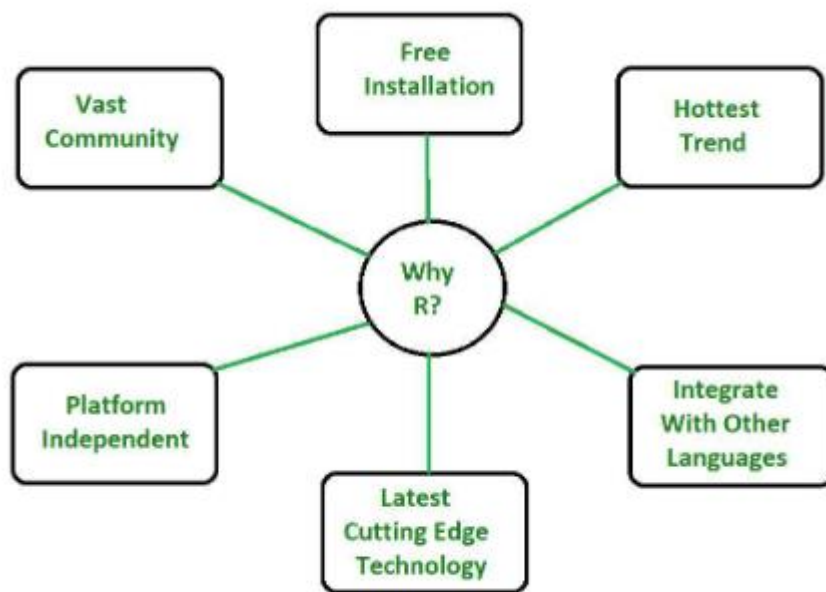 Free
Installation
Vast
Community
Hottest
Trend
Why
R?
Platform
Independent
Integrate
With Other
Languages
Latest
Cutting Edge
Technology